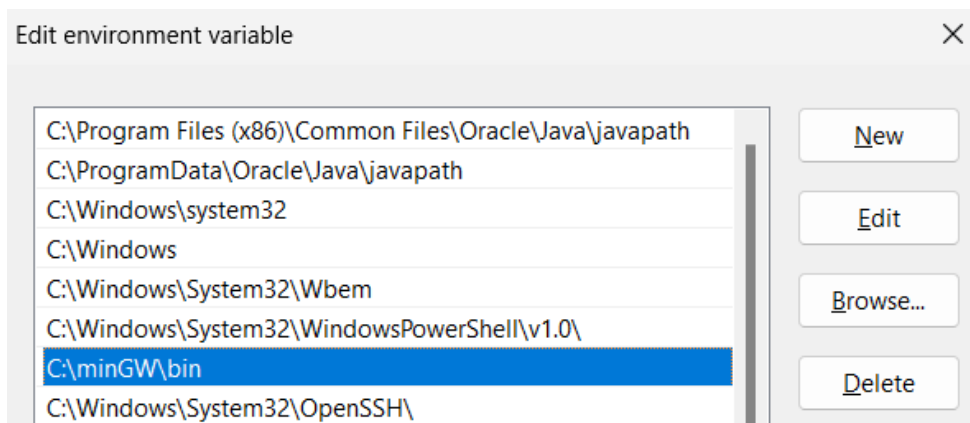 Edit environment variable
C:\Program Files (x86)\Common Files\Oracle\Java\javapath
New
C:\ProgramData\Oracle\Java\javapath
C:\Windows\system32
Edit
C:\Windows
C:\Windows\System32\Wbem
Browse...
C:\Windows\System32\WindowsPowerShell\v1.0\
C:\minGW\bin
Delete
C:\Windows\System32\OpenSSH\